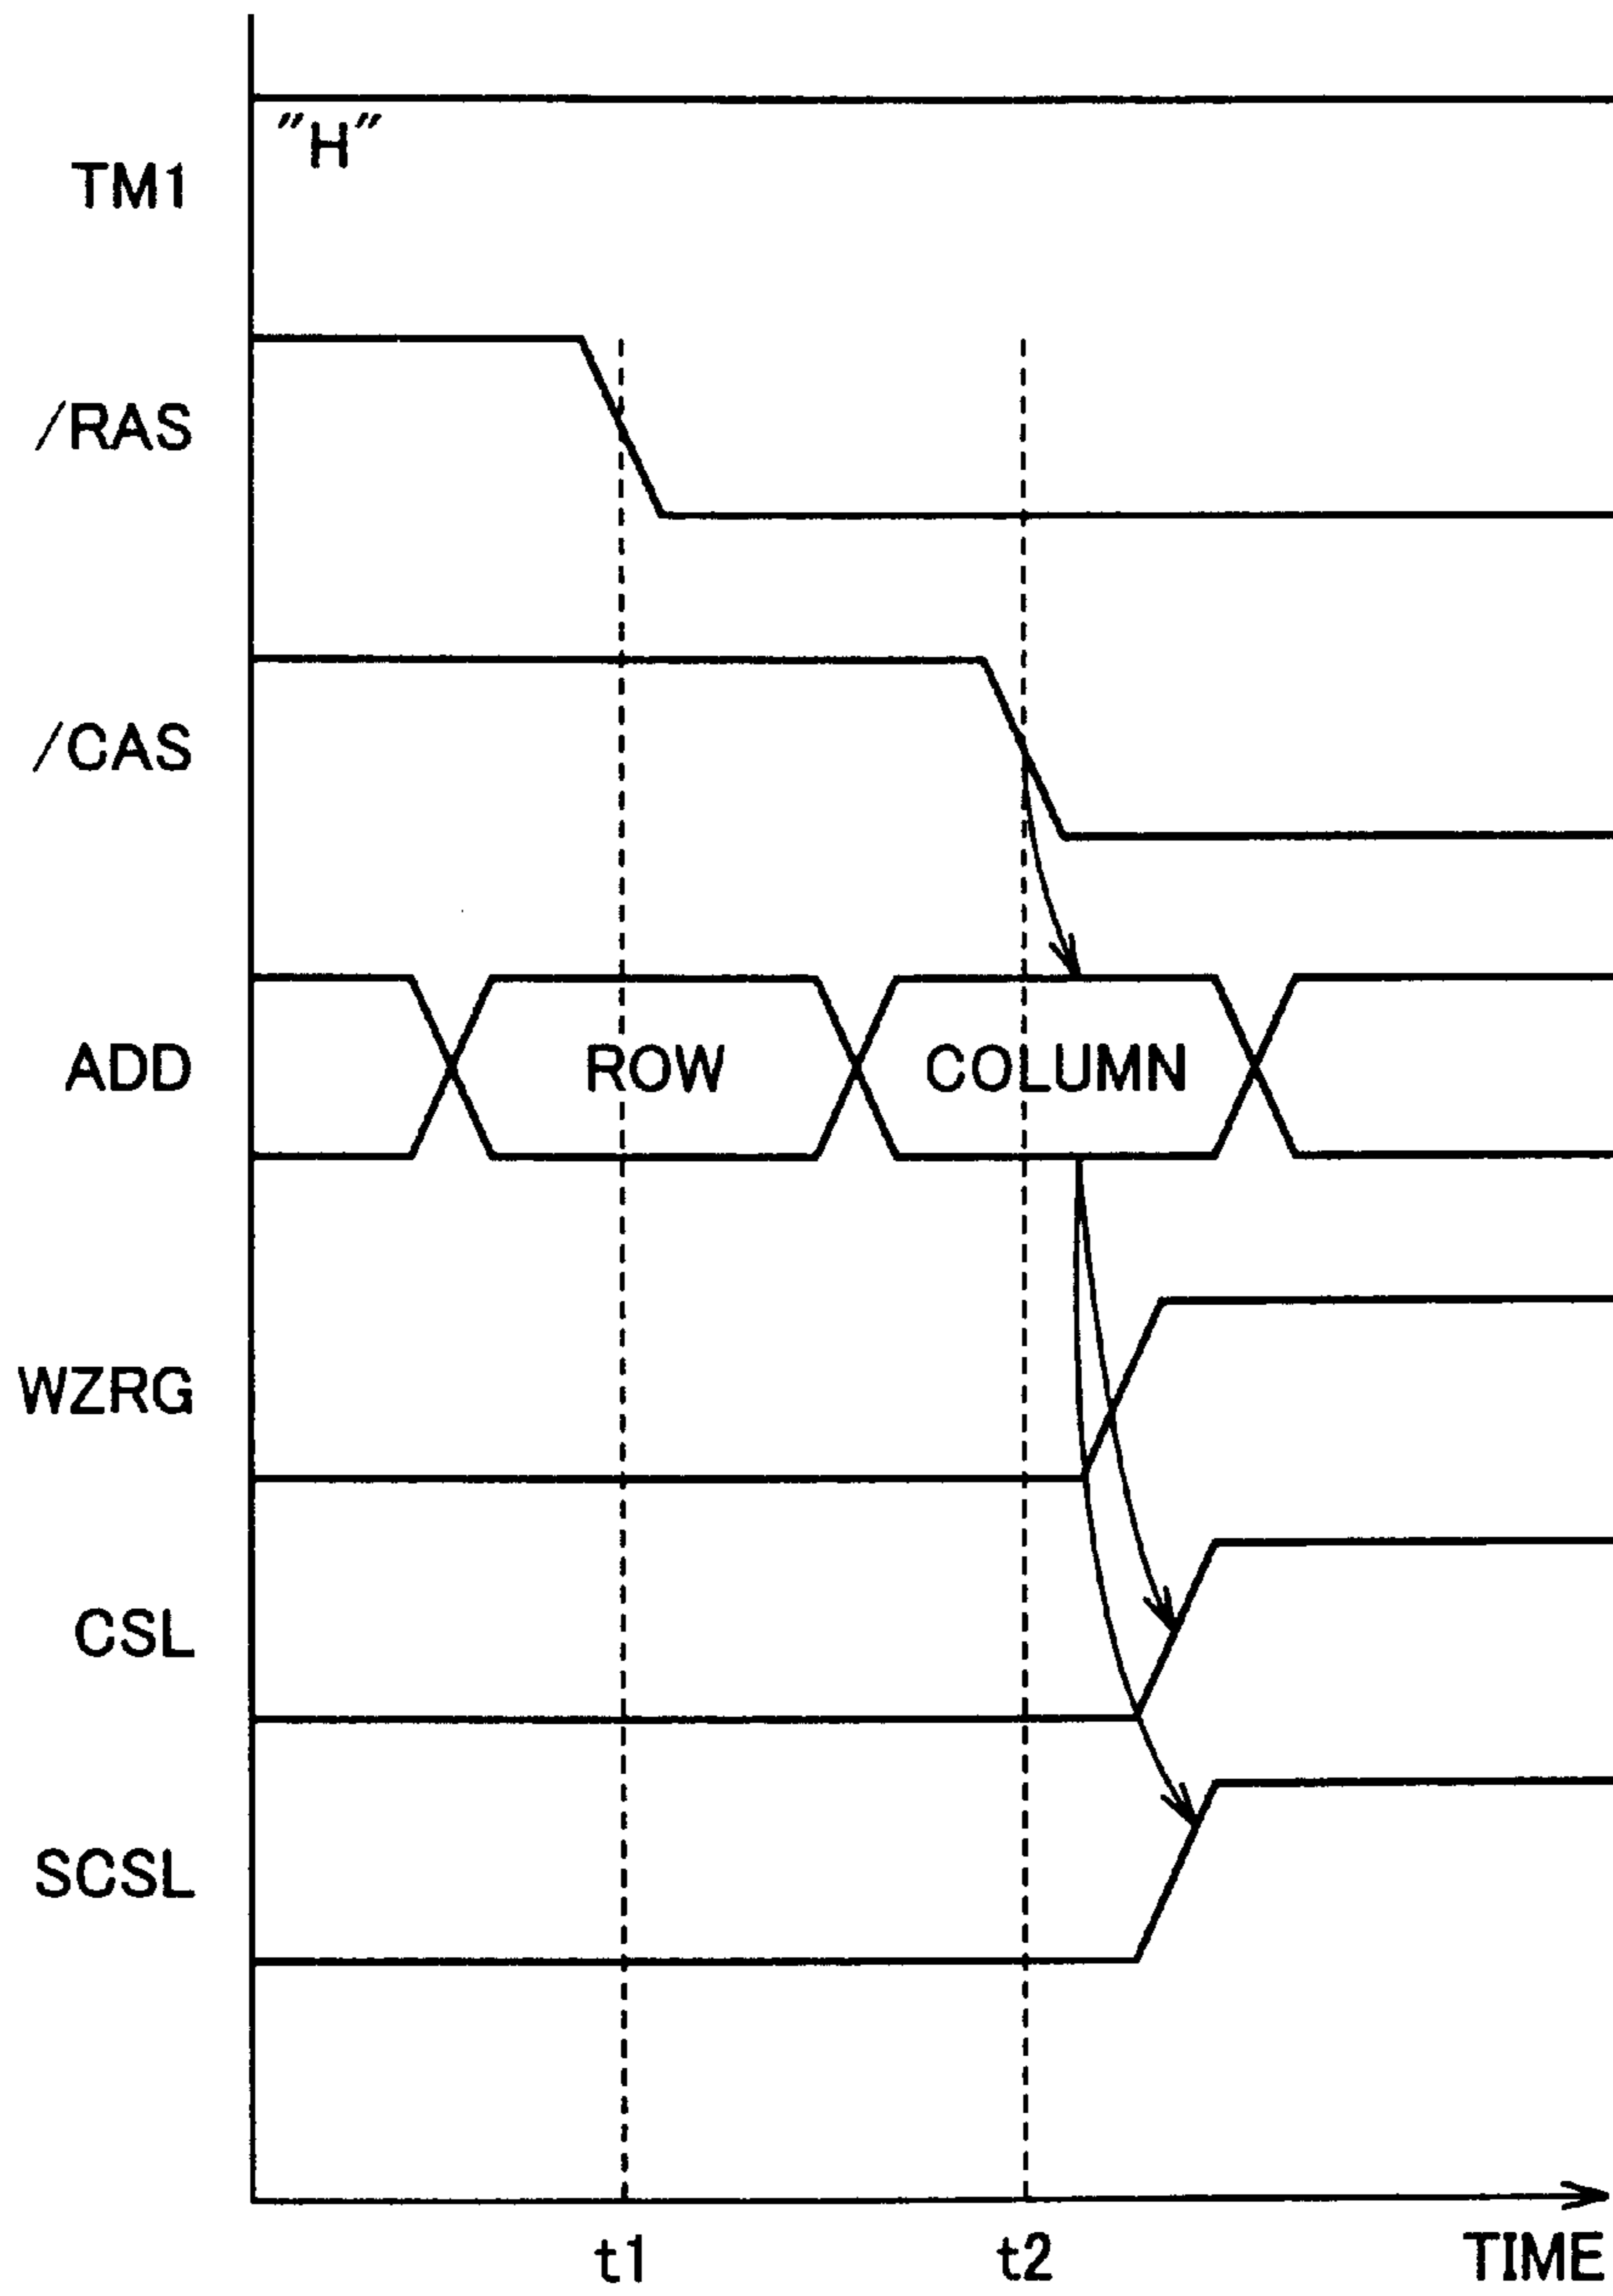 "H"
TM1
/RAS
/CAS
ADD
ROW
COLUMN
WZRG
CSL
SCSL
t1
t2
TIME